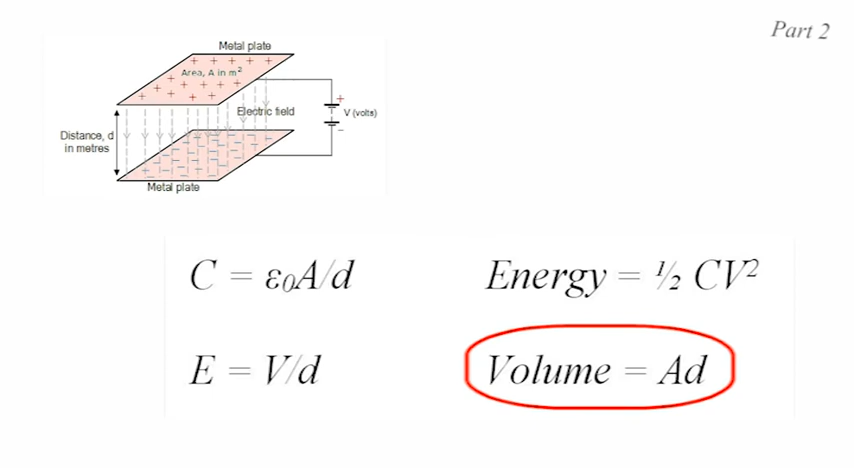 Part 2
Metal plate
Area, A in m²
Electric field
+
V (volts)
−
Distance, d
in metres
Metal plate
C = ε₀A/d
Energy = ½ CV²
E = V/d
Volume = Ad